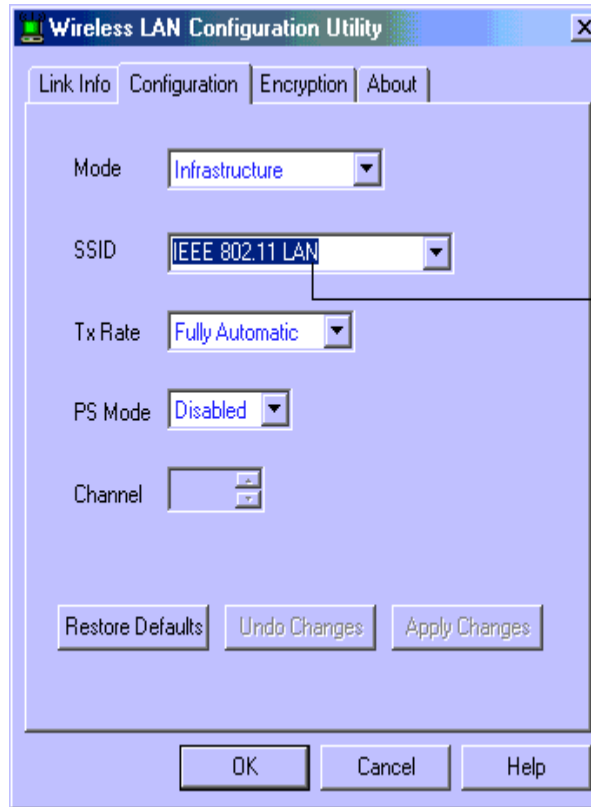 Wireless LAN Configuration Utility
Link Info Configuration Encryption About
Mode Infrastructure
SSID IEEE 802.11 LAN
Tx Rate Fully Automatic
PS Mode Disabled
Channel
Restore Defaults Undo Changes Apply Changes
OK Cancel Help